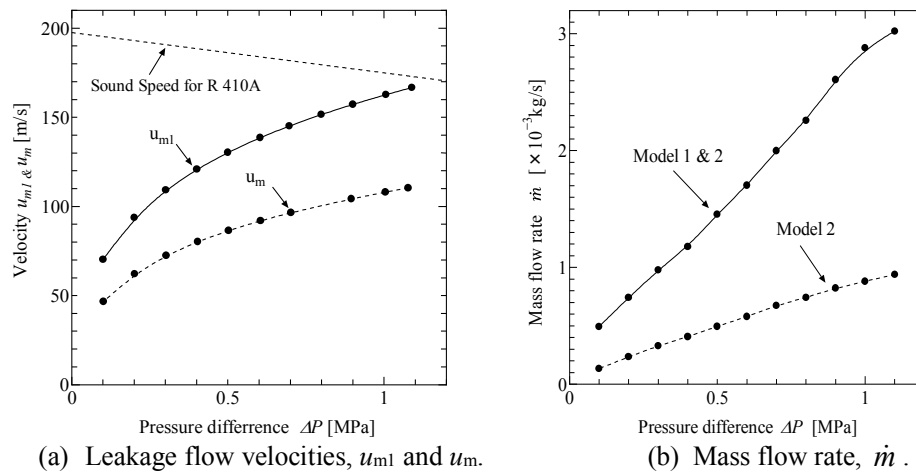 200
150
100
50
0
Velocity u_m1 & u_m [m/s]
Sound Speed for R 410A
u_m1
u_m
0
0.5
1
Pressure differrence ΔP [MPa]
(a) Leakage flow velocities, u_m1 and u_m.
4
3
2
1
0
Mass flow rate ṁ [×10⁻³kg/s]
Model 1 & 2
Model 2
0
0.5
1
Pressure difference ΔP [MPa]
(b) Mass flow rate, ṁ .